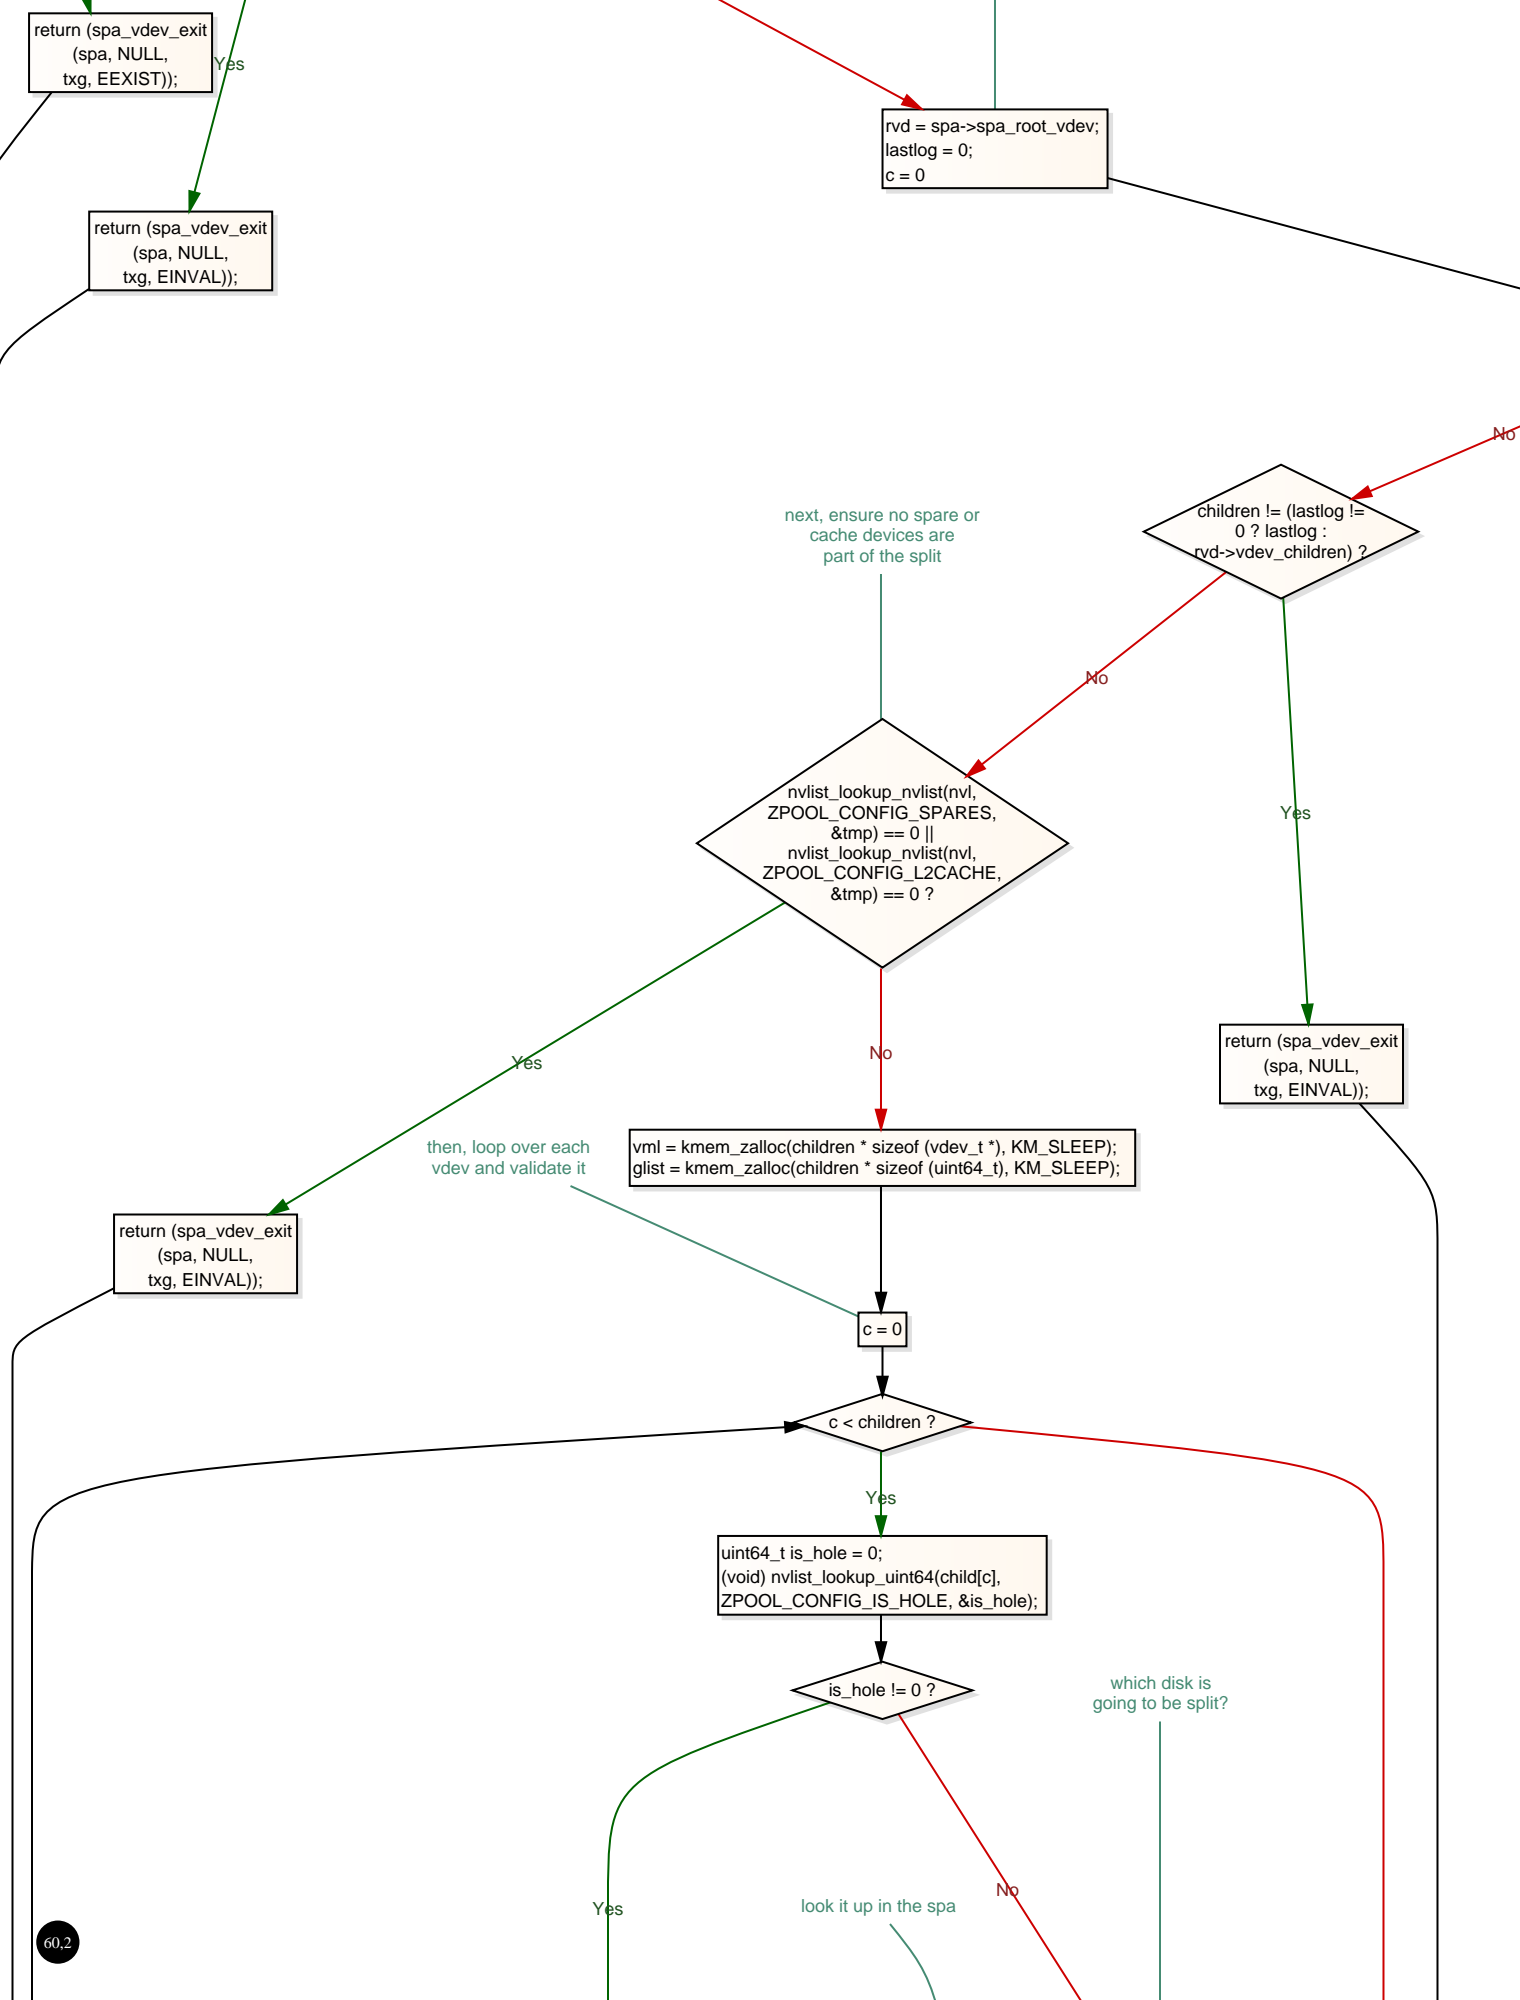 return (spa_vdev_exit
(spa, NULL,
txg, EEXIST));
Yes
rvd = spa->spa_root_vdev;
lastlog = 0;
c = 0
return (spa_vdev_exit
(spa, NULL,
txg, EINVAL));
No
children != (lastlog !=
0 ? lastlog :
rvd->vdev_children) ?
next, ensure no spare or
cache devices are
part of the split
No
nvlist_lookup_nvlist(nvl,
ZPOOL_CONFIG_SPARES,
&tmp) == 0 ||
nvlist_lookup_nvlist(nvl,
ZPOOL_CONFIG_L2CACHE,
&tmp) == 0 ?
Yes
Yes
No
return (spa_vdev_exit
(spa, NULL,
txg, EINVAL));
then, loop over each
vdev and validate it
vml = kmem_zalloc(children * sizeof (vdev_t *), KM_SLEEP);
glist = kmem_zalloc(children * sizeof (uint64_t), KM_SLEEP);
return (spa_vdev_exit
(spa, NULL,
txg, EINVAL));
c = 0
c < children ?
Yes
uint64_t is_hole = 0;
(void) nvlist_lookup_uint64(child[c],
ZPOOL_CONFIG_IS_HOLE, &is_hole);
is_hole != 0 ?
which disk is
going to be split?
No
Yes
look it up in the spa
60,2